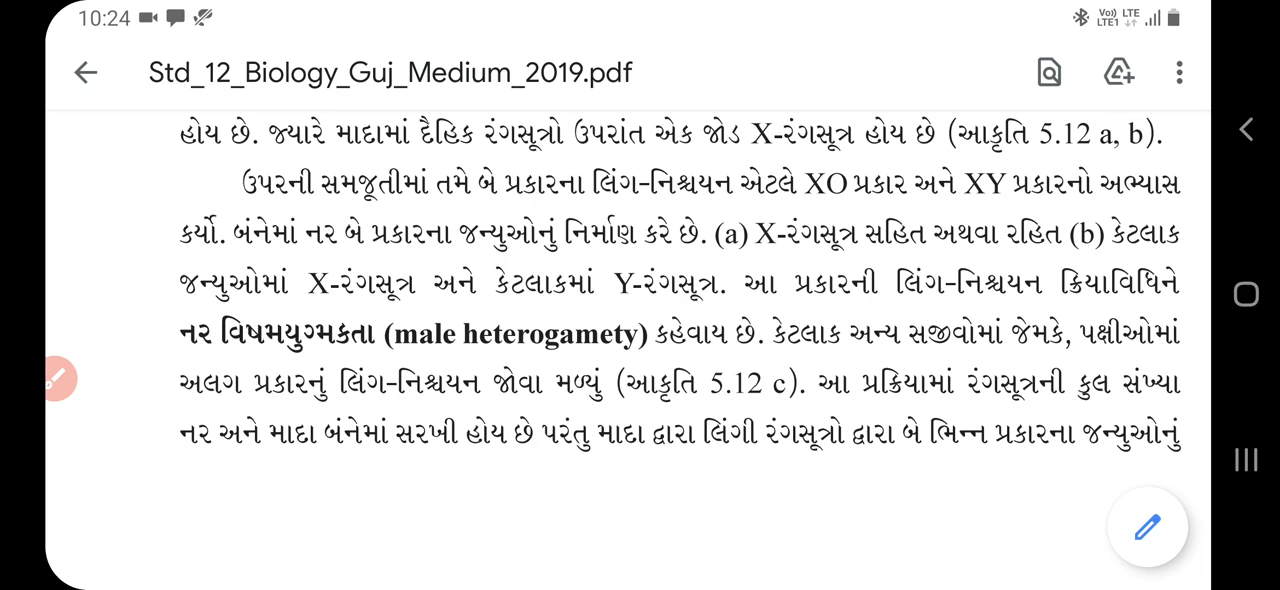 10:24
Vo) LTE
LTE1
Std_12_Biology_Guj_Medium_2019.pdf
હોય છે. જ્યારે માદામાં દૈહિક રંગસૂત્રો ઉપરાંત એક જોડ X-રંગસૂત્ર હોય છે (આકૃતિ 5.12 a, b).
ઉપરની સમજૂતીમાં તમે બે પ્રકારના લિંગ-નિશ્ચયન એટલે XO પ્રકાર અને XY પ્રકારનો અભ્યાસ
કર્યો. બંનેમાં નર બે પ્રકારના જન્યુઓનું નિર્માણ કરે છે. (a) X-રંગસૂત્ર સહિત અથવા રહિત (b) કેટલાક
જન્યુઓમાં X-રંગસૂત્ર અને કેટલાકમાં Y-રંગસૂત્ર. આ પ્રકારની લિંગ-નિશ્ચયન ક્રિયાવિધિને
નર વિષમયુગ્મકતા (male heterogamety) કહેવાય છે. કેટલાક અન્ય સજીવોમાં જેમકે, પક્ષીઓમાં
અલગ પ્રકારનું લિંગ-નિશ્ચયન જોવા મળ્યું (આકૃતિ 5.12 c). આ પ્રક્રિયામાં રંગસૂત્રની કુલ સંખ્યા
નર અને માદા બંનેમાં સરખી હોય છે પરંતુ માદા દ્વારા લિંગી રંગસૂત્રો દ્વારા બે ભિન્ન પ્રકારના જન્યુઓનું